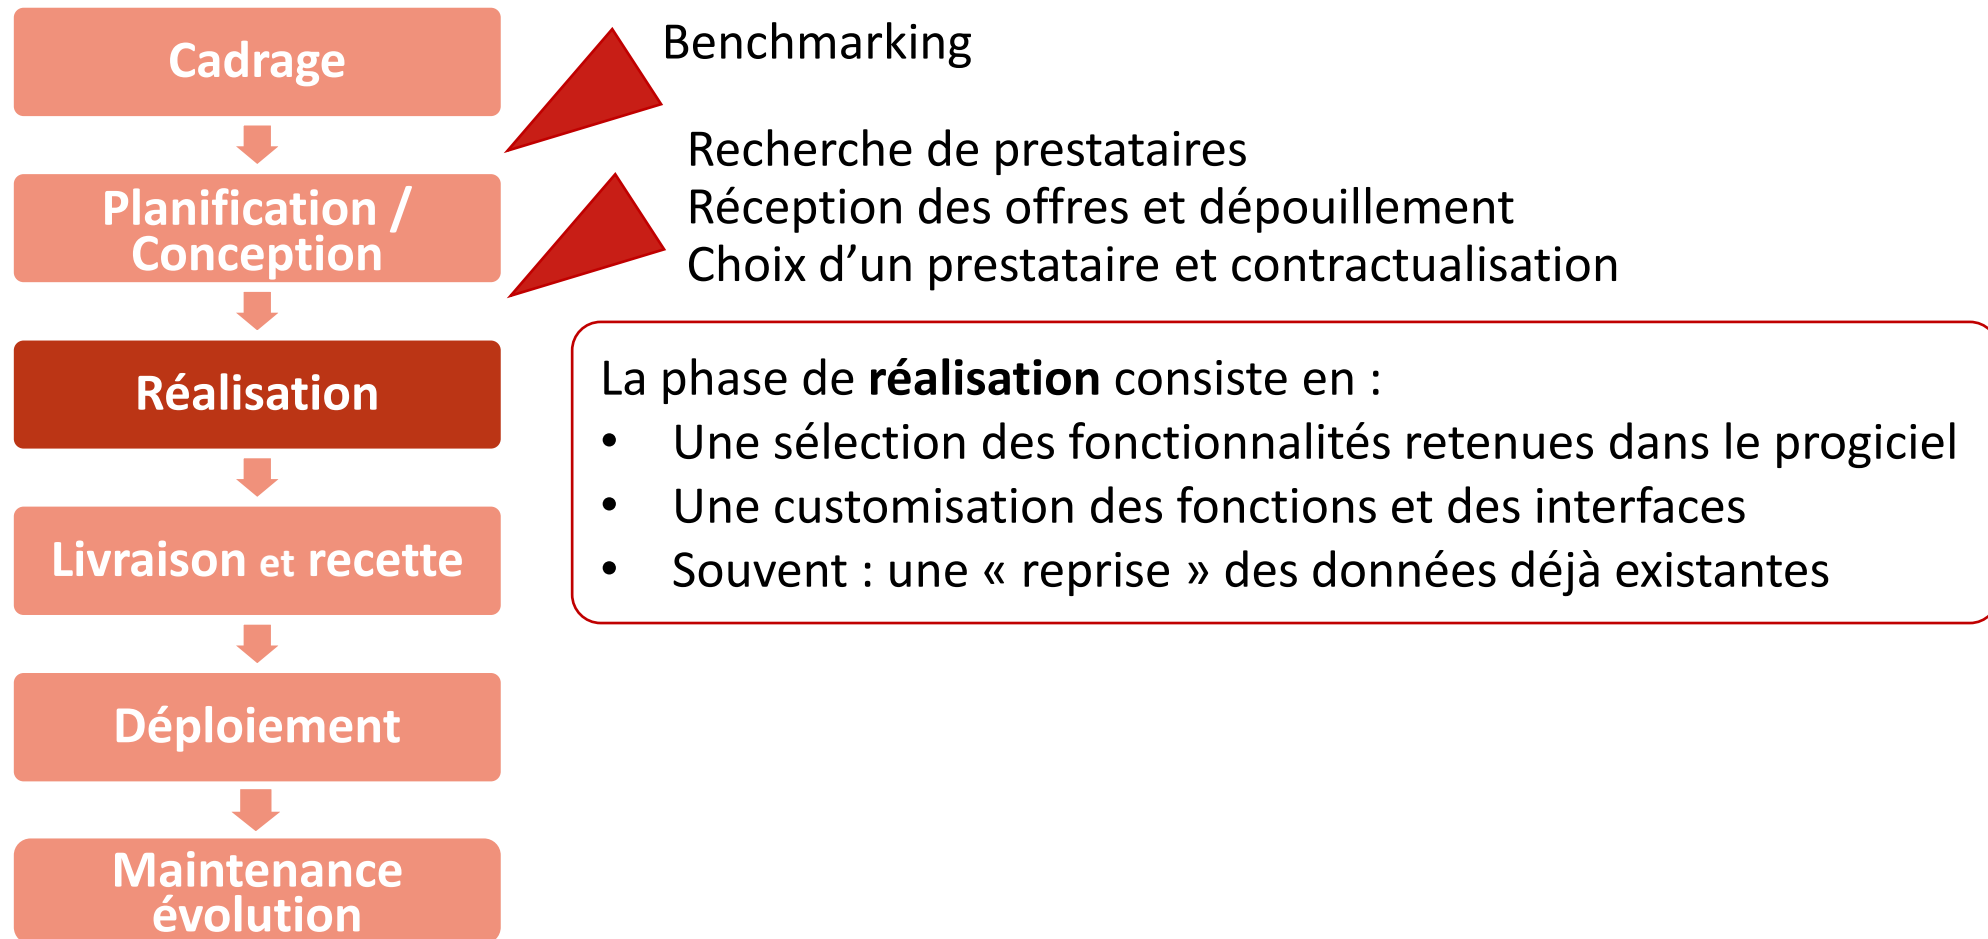 Cadrage
Benchmarking
Recherche de prestataires
Planification /
Conception
Réception des offres et dépouillement
Choix d’un prestataire et contractualisation
Réalisation
La phase de réalisation consiste en :
• Une sélection des fonctionnalités retenues dans le progiciel
• Une customisation des fonctions et des interfaces
• Souvent : une « reprise » des données déjà existantes
Livraison et recette
Déploiement
Maintenance
évolution